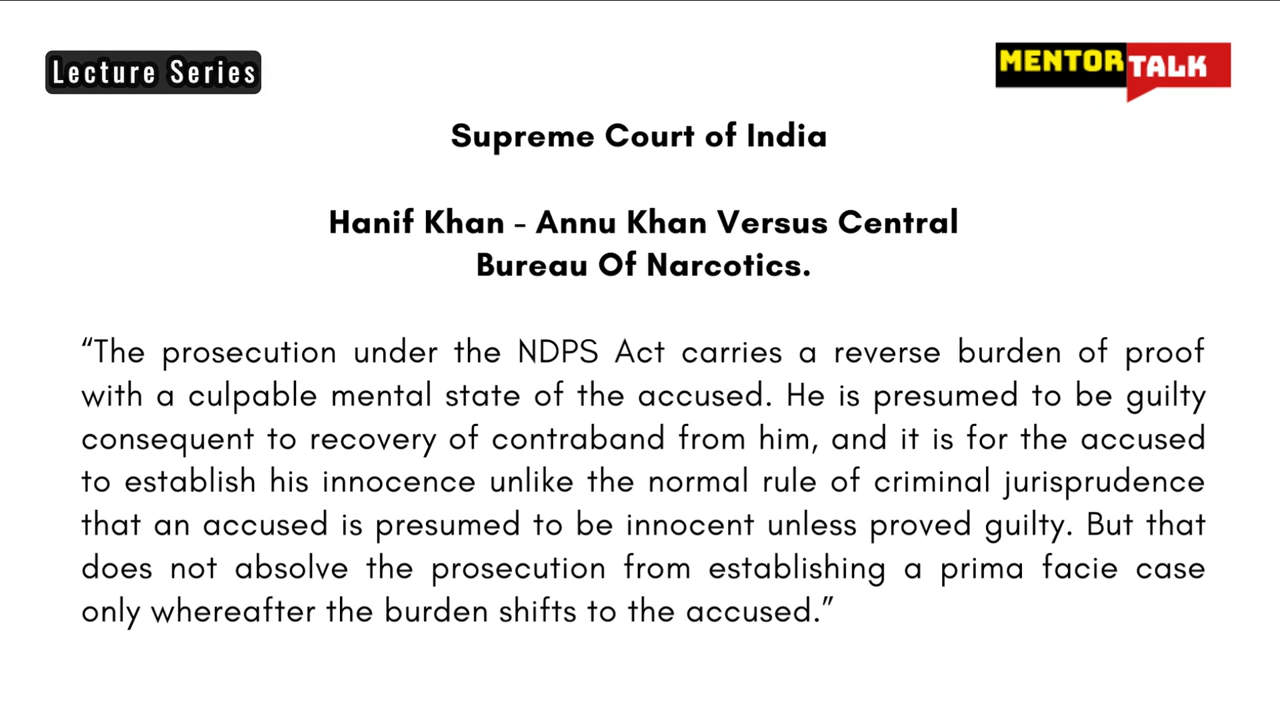 Lecture Series
MENTOR TALK
Supreme Court of India
Hanif Khan - Annu Khan Versus Central
Bureau Of Narcotics.
“The prosecution under the NDPS Act carries a reverse burden of proof
with a culpable mental state of the accused. He is presumed to be guilty
consequent to recovery of contraband from him, and it is for the accused
to establish his innocence unlike the normal rule of criminal jurisprudence
that an accused is presumed to be innocent unless proved guilty. But that
does not absolve the prosecution from establishing a prima facie case
only whereafter the burden shifts to the accused.”